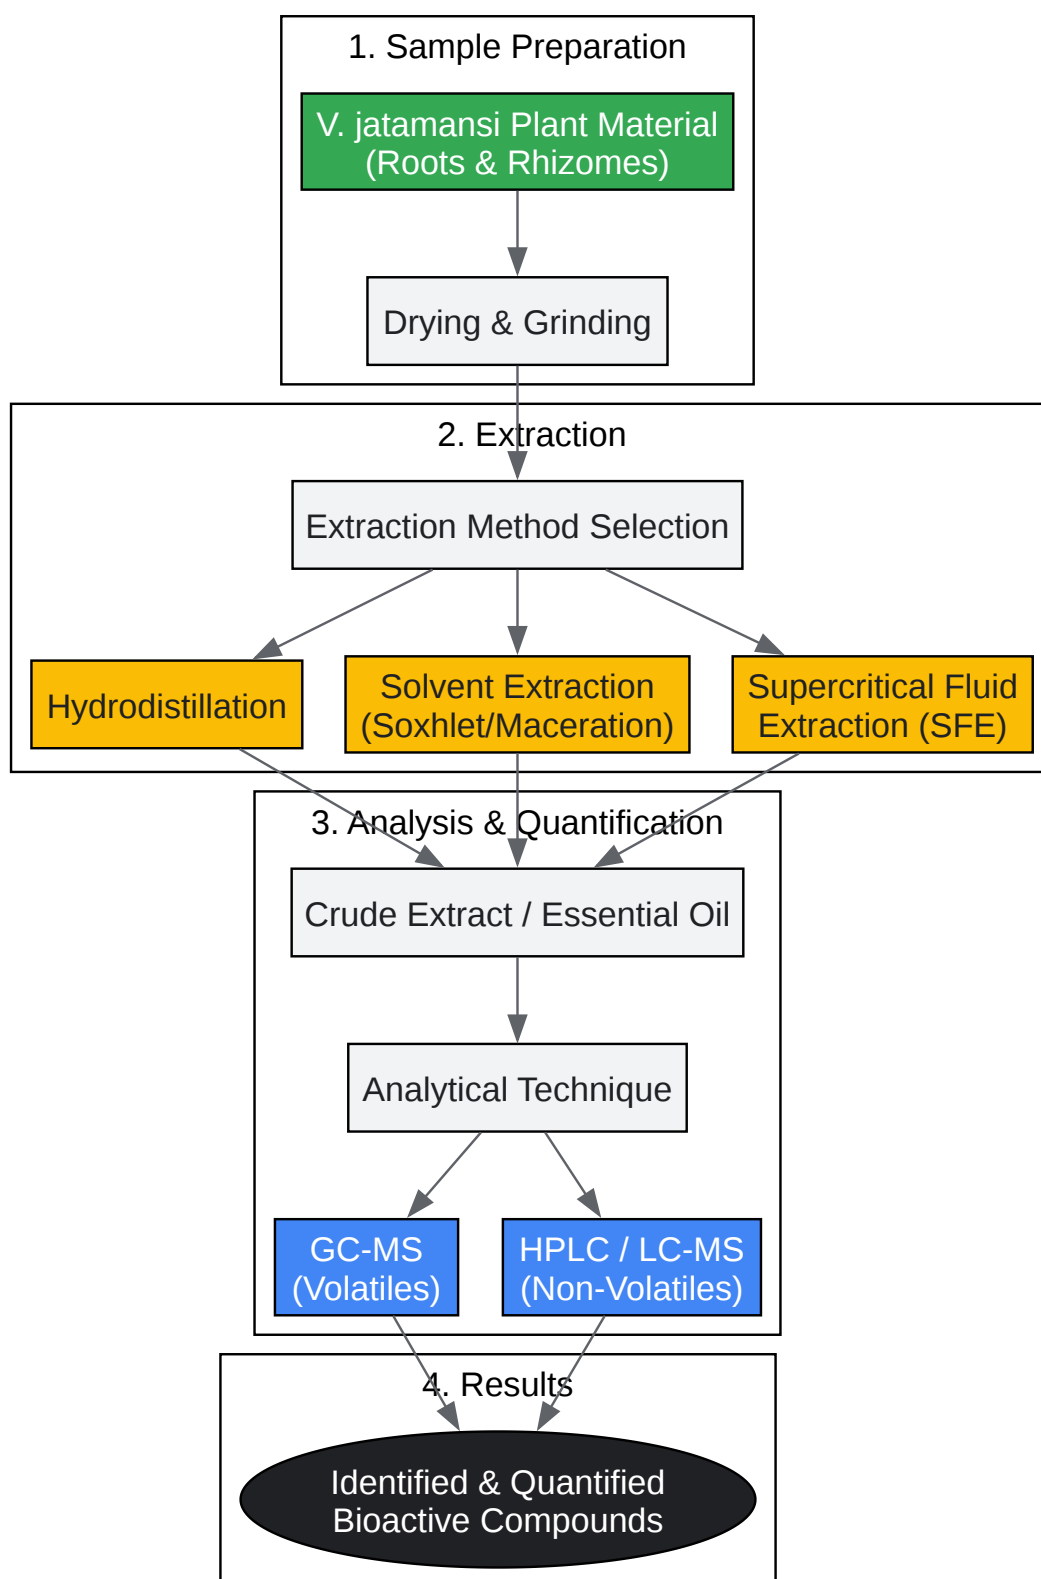 1. Sample Preparation
V. jatamansi Plant Material
(Roots & Rhizomes)
Drying & Grinding
2. Extraction
Extraction Method Selection
Hydrodistillation
Solvent Extraction
(Soxhlet/Maceration)
Supercritical Fluid
Extraction (SFE)
3. Analysis & Quantification
Crude Extract / Essential Oil
Analytical Technique
GC-MS
(Volatiles)
HPLC / LC-MS
(Non-Volatiles)
4. Results
Identified & Quantified
Bioactive Compounds